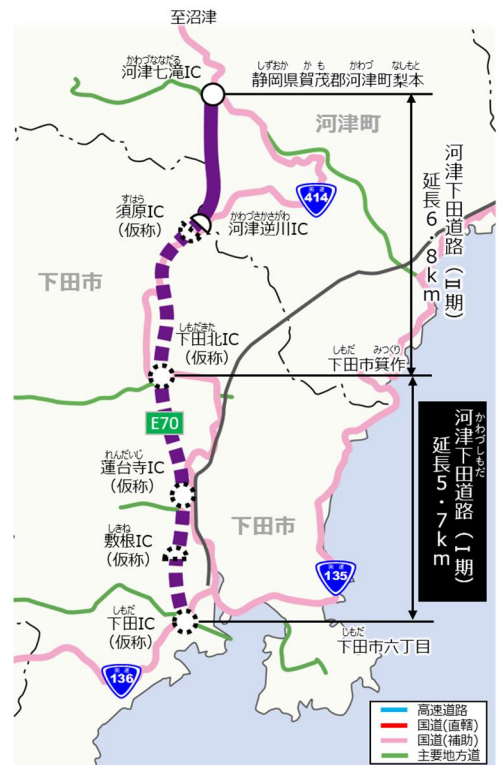 至沼津
かわづななだる
河津七滝IC
しずおか かも かわづ なしもと
静岡県賀茂郡河津町梨本
河津町
414
すはら
須原IC
(仮称)
かわづさかさがわ
河津逆川IC
河津下田道路(Ⅱ期)
延長6・8km
下田市
しもだきた
下田北IC
(仮称)
しもだ みつくり
下田市箕作
E70
れんだいじ
蓮台寺IC
(仮称)
かわづしもだ
河津下田道路(Ⅰ期)
延長5・7km
下田市
しきね
敷根IC
(仮称)
国道
135
しもだ
下田IC
(仮称)
じもだ
下田市六丁目
国道
136
高速道路
国道(直轄)
国道(補助)
主要地方道